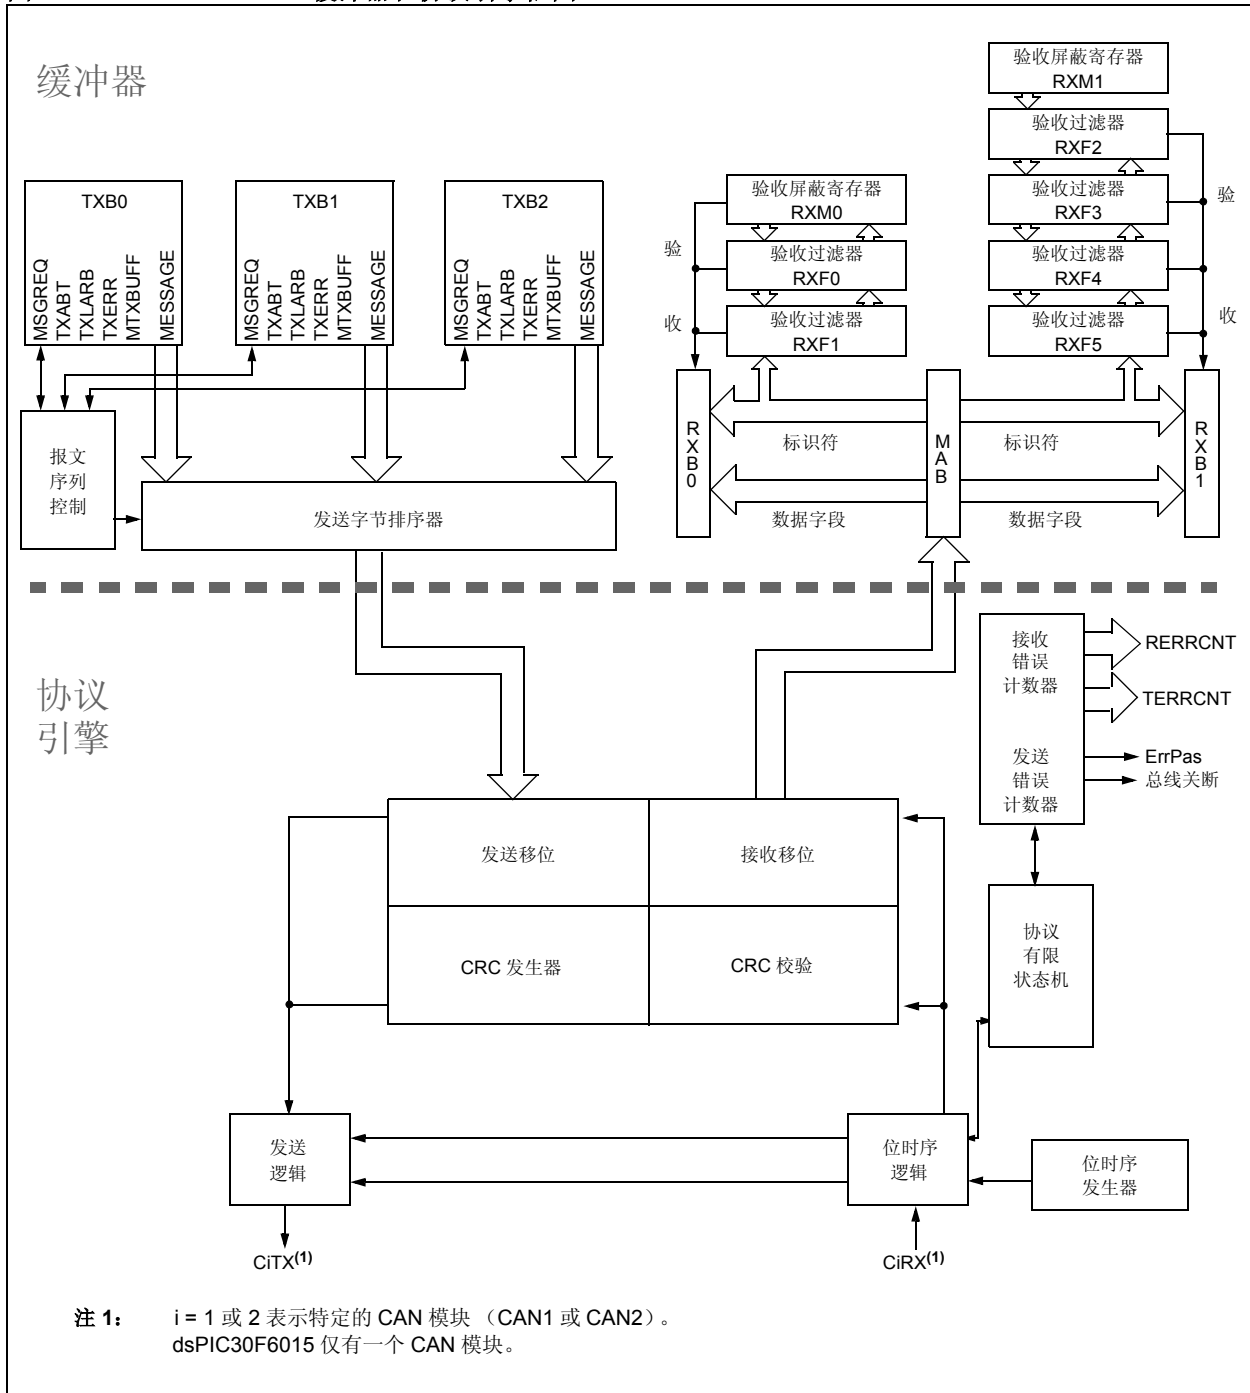 缓冲器
验收屏蔽寄存器
RXM1
验收过滤器
RXF2
验收过滤器
RXF3
验收过滤器
RXF4
验收过滤器
RXF5
验
收
验收屏蔽寄存器
RXM0
验收过滤器
RXF0
验收过滤器
RXF1
验
收
TXB0
MSGREQ
TXABT
TXLARB
TXERR
MTXBUFF
MESSAGE
TXB1
MSGREQ
TXABT
TXLARB
TXERR
MTXBUFF
MESSAGE
TXB2
MSGREQ
TXABT
TXLARB
TXERR
MTXBUFF
MESSAGE
报文
序列
控制
发送字节排序器
RXB0
标识符
数据字段
MAB
标识符
数据字段
RXB1
协议
引擎
接收
错误
计数器
发送
错误
计数器
RERRCNT
TERRCNT
ErrPas
总线关断
发送移位
接收移位
CRC 发生器
CRC 校验
协议
有限
状态机
发送
逻辑
位时序
逻辑
位时序
发生器
CiTX(1)
CiRX(1)
注 1： i = 1 或 2 表示特定的 CAN 模块 （CAN1 或 CAN2）。
dsPIC30F6015 仅有一个 CAN 模块。